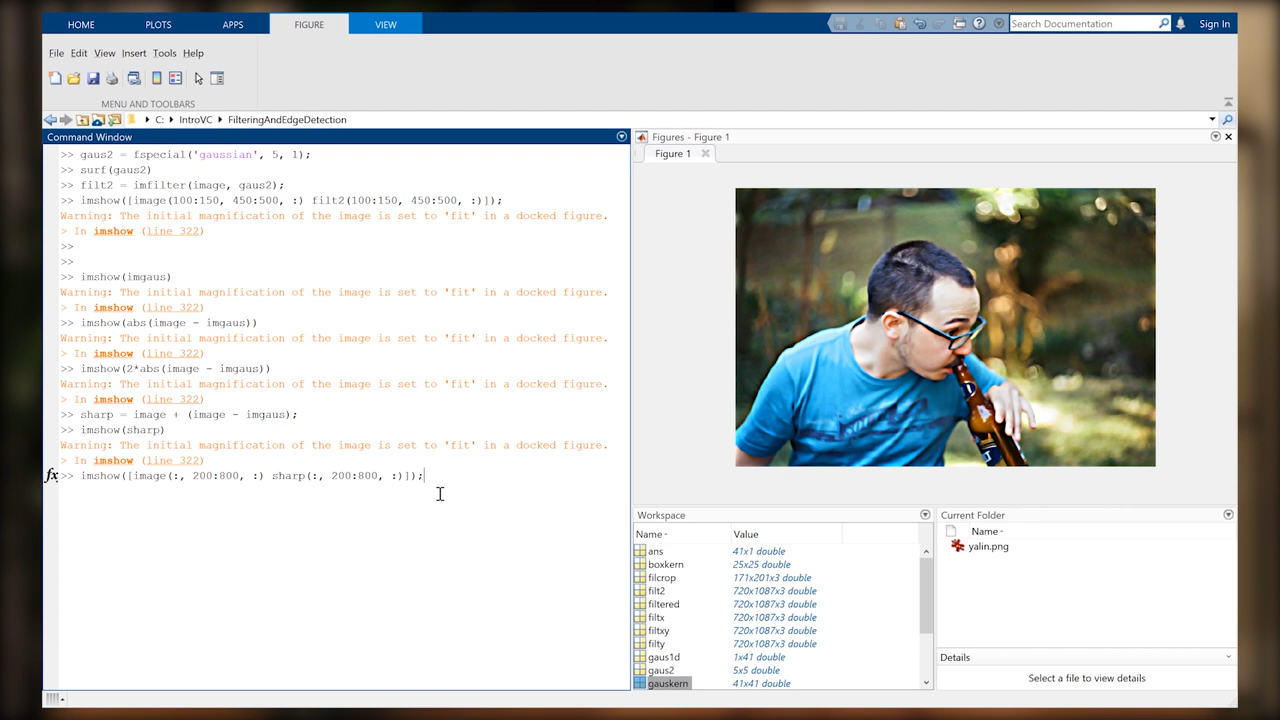 HOME PLOTS APPS FIGURE VIEW Search Documentation Sign In
File Edit View Insert Tools Help
MENU AND TOOLBARS
C: IntroVC FilteringAndEdgeDetection
Command Window
>> gaus2 = fspecial('gaussian', 5, 1);
>> surf(gaus2)
>> filt2 = imfilter(image, gaus2);
>> imshow([image(100:150, 450:500, :) filt2(100:150, 450:500, :)]);
Warning: The initial magnification of the image is set to 'fit' in a docked figure.
> In imshow (line 322)
>>
>>
>> imshow(imgaus)
Warning: The initial magnification of the image is set to 'fit' in a docked figure.
> In imshow (line 322)
>> imshow(abs(image - imgaus))
Warning: The initial magnification of the image is set to 'fit' in a docked figure.
> In imshow (line 322)
>> imshow(2*abs(image - imgaus))
Warning: The initial magnification of the image is set to 'fit' in a docked figure.
> In imshow (line 322)
>> sharp = image + (image - imgaus);
>> imshow(sharp)
Warning: The initial magnification of the image is set to 'fit' in a docked figure.
> In imshow (line 322)
fx >> imshow([image(:, 200:800, :) sharp(:, 200:800, :)]);
Figures - Figure 1
Figure 1
Workspace
Name Value
ans 41x1 double
boxkern 25x25 double
filcrop 171x201x3 double
filt2 720x1087x3 double
filtered 720x1087x3 double
filtx 720x1087x3 double
filtxy 720x1087x3 double
filty 720x1087x3 double
gaus1d 1x41 double
gaus2 5x5 double
gauskern 41x41 double
Current Folder
Name
yalin.png
Details
Select a file to view details